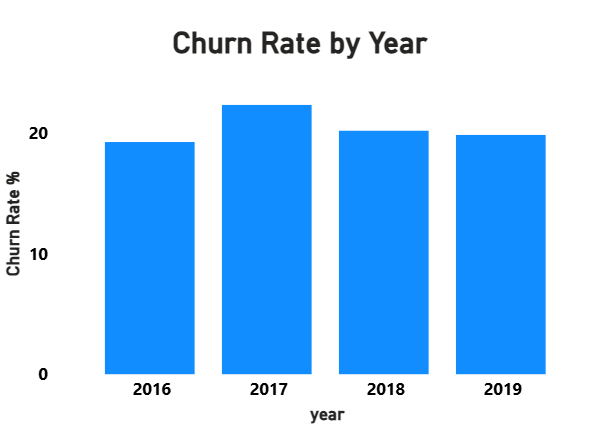 Churn Rate by Year
Churn Rate %
20
10
0
2016 2017 2018 2019
year